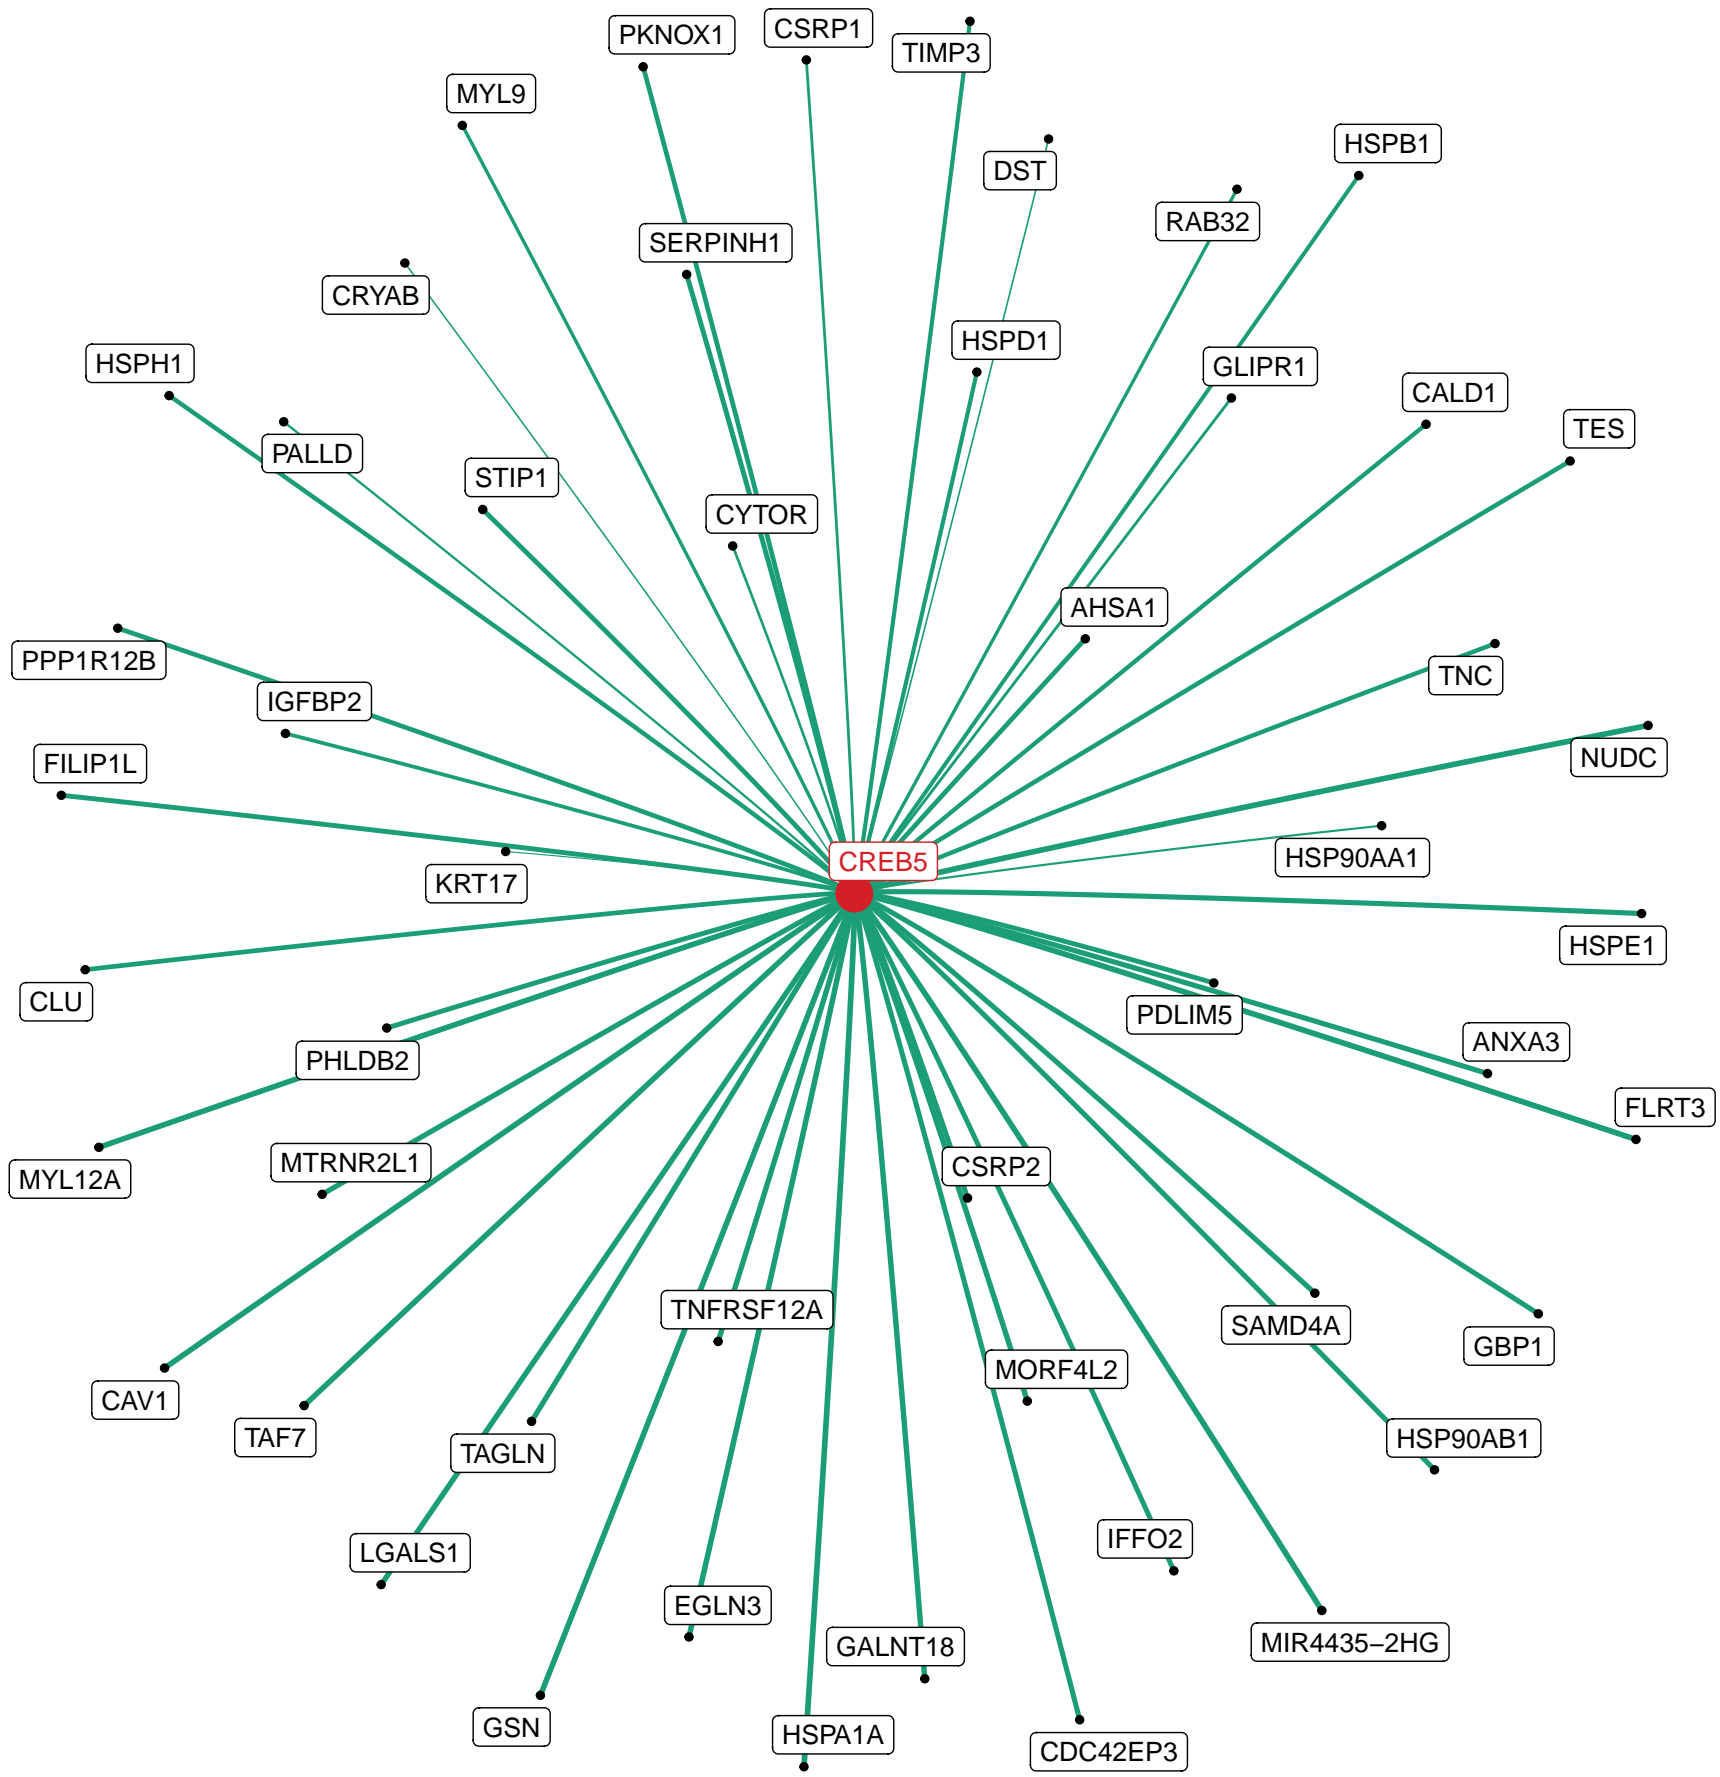 CSRP1
PKNOX1
TIMP3
MYL9
HSPB1
DST
RAB32
SERPINH1
CRYAB
HSPD1
HSPH1
GLIPR1
CALD1
TES
PALLD
STIP1
CYTOR
AHSA1
PPP1R12B
TNC
IGFBP2
NUDC
FILIP1L
HSP90AA1
CREB5
KRT17
HSPE1
CLU
PDLIM5
ANXA3
PHLDB2
FLRT3
MTRNR2L1
CSRP2
MYL12A
TNFRSF12A
SAMD4A
GBP1
MORF4L2
CAV1
TAF7
HSP90AB1
TAGLN
IFFO2
LGALS1
EGLN3
MIR4435−2HG
GALNT18
GSN
HSPA1A
CDC42EP3